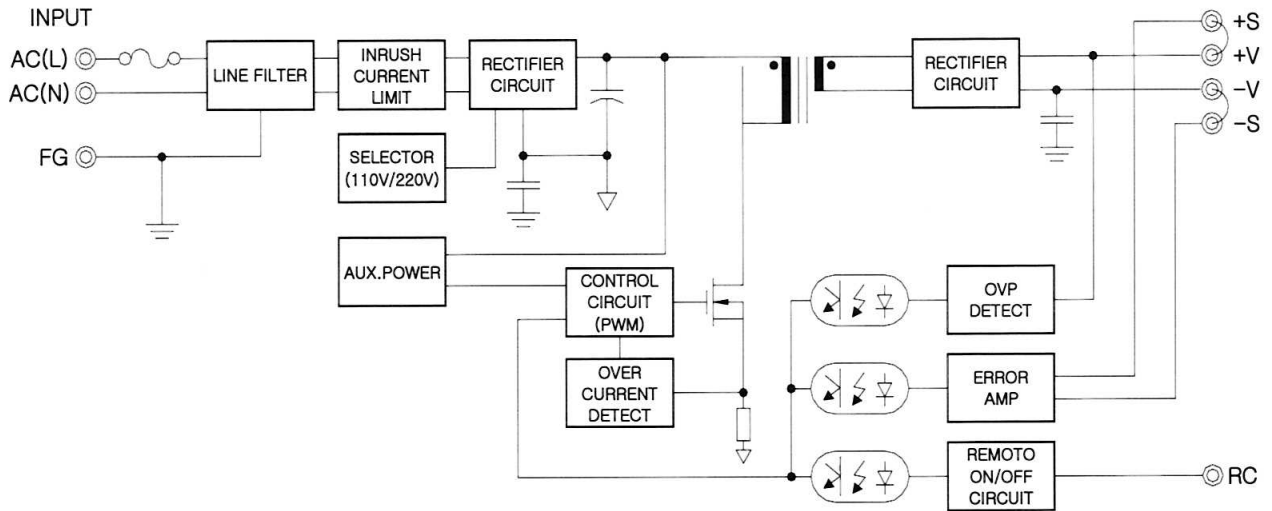 INPUT
AC(L)
AC(N)
FG
LINE FILTER
INRUSH
CURRENT
LIMIT
RECTIFIER
CIRCUIT
SELECTOR
(110V/220V)
AUX.POWER
CONTROL
CIRCUIT
(PWM)
OVER
CURRENT
DETECT
RECTIFIER
CIRCUIT
OVP
DETECT
ERROR
AMP
REMOTO
ON/OFF
CIRCUIT
+S
+V
−V
−S
RC